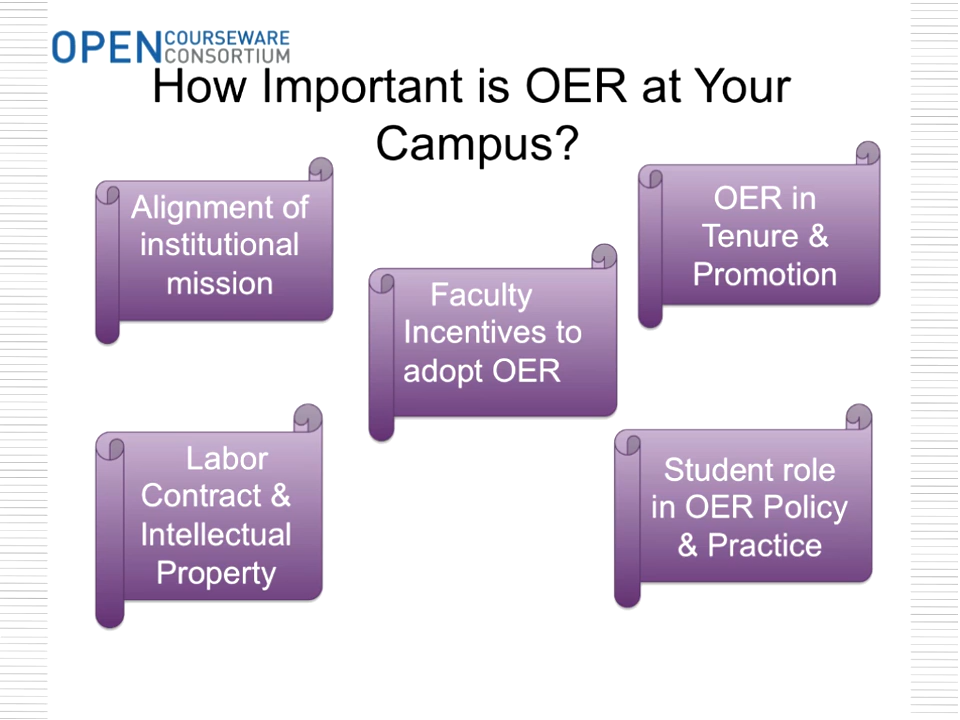 OPEN COURSEWARE
CONSORTIUM
How Important is OER at Your
Campus?
Alignment of
institutional
mission
OER in
Tenure &
Promotion
Faculty
Incentives to
adopt OER
Labor
Contract &
Intellectual
Property
Student role
in OER Policy
& Practice